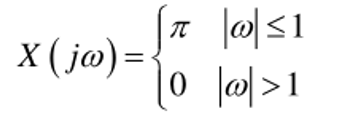 X(jω) = { π |ω| ≤ 1
0 |ω| > 1